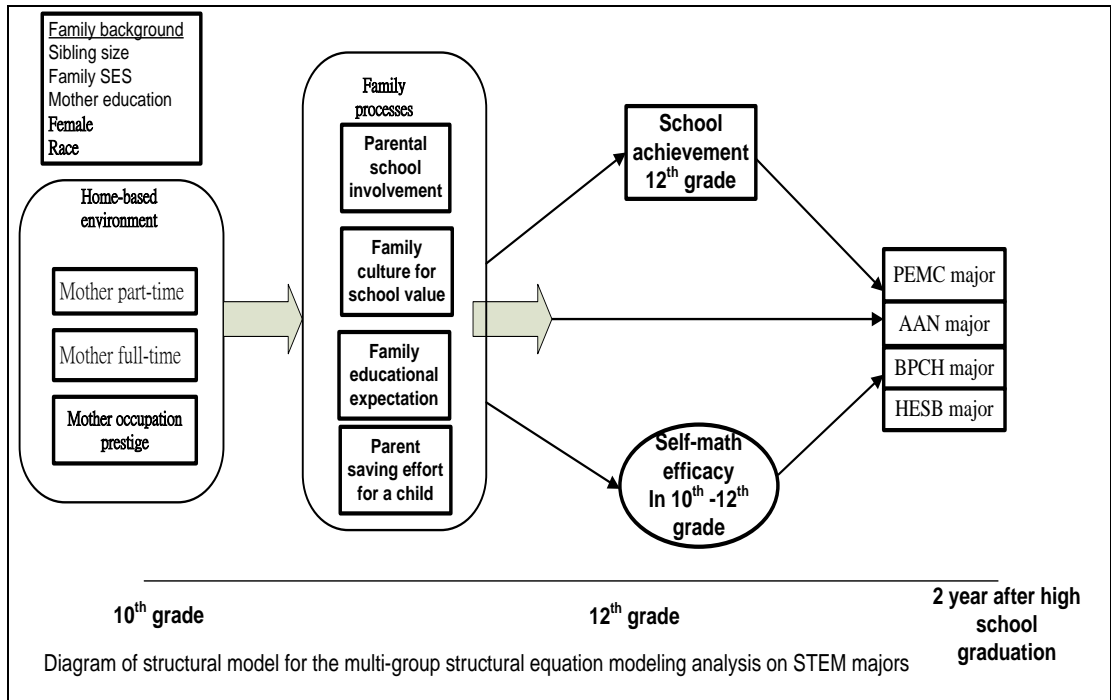 Family background
Sibling size
Family SES
Mother education
Female
Race
Home-based
environment
Mother part-time
Mother full-time
Mother occupation
prestige
Family
processes
Parental
school
involvement
Family
culture for
school value
Family
educational
expectation
Parent
saving effort
for a child
School
achievement
12th grade
Self-math
efficacy
In 10th -12th
grade
PEMC major
AAN major
BPCH major
HESB major
10th grade
12th grade
2 year after high
school
graduation
Diagram of structural model for the multi-group structural equation modeling analysis on STEM majors